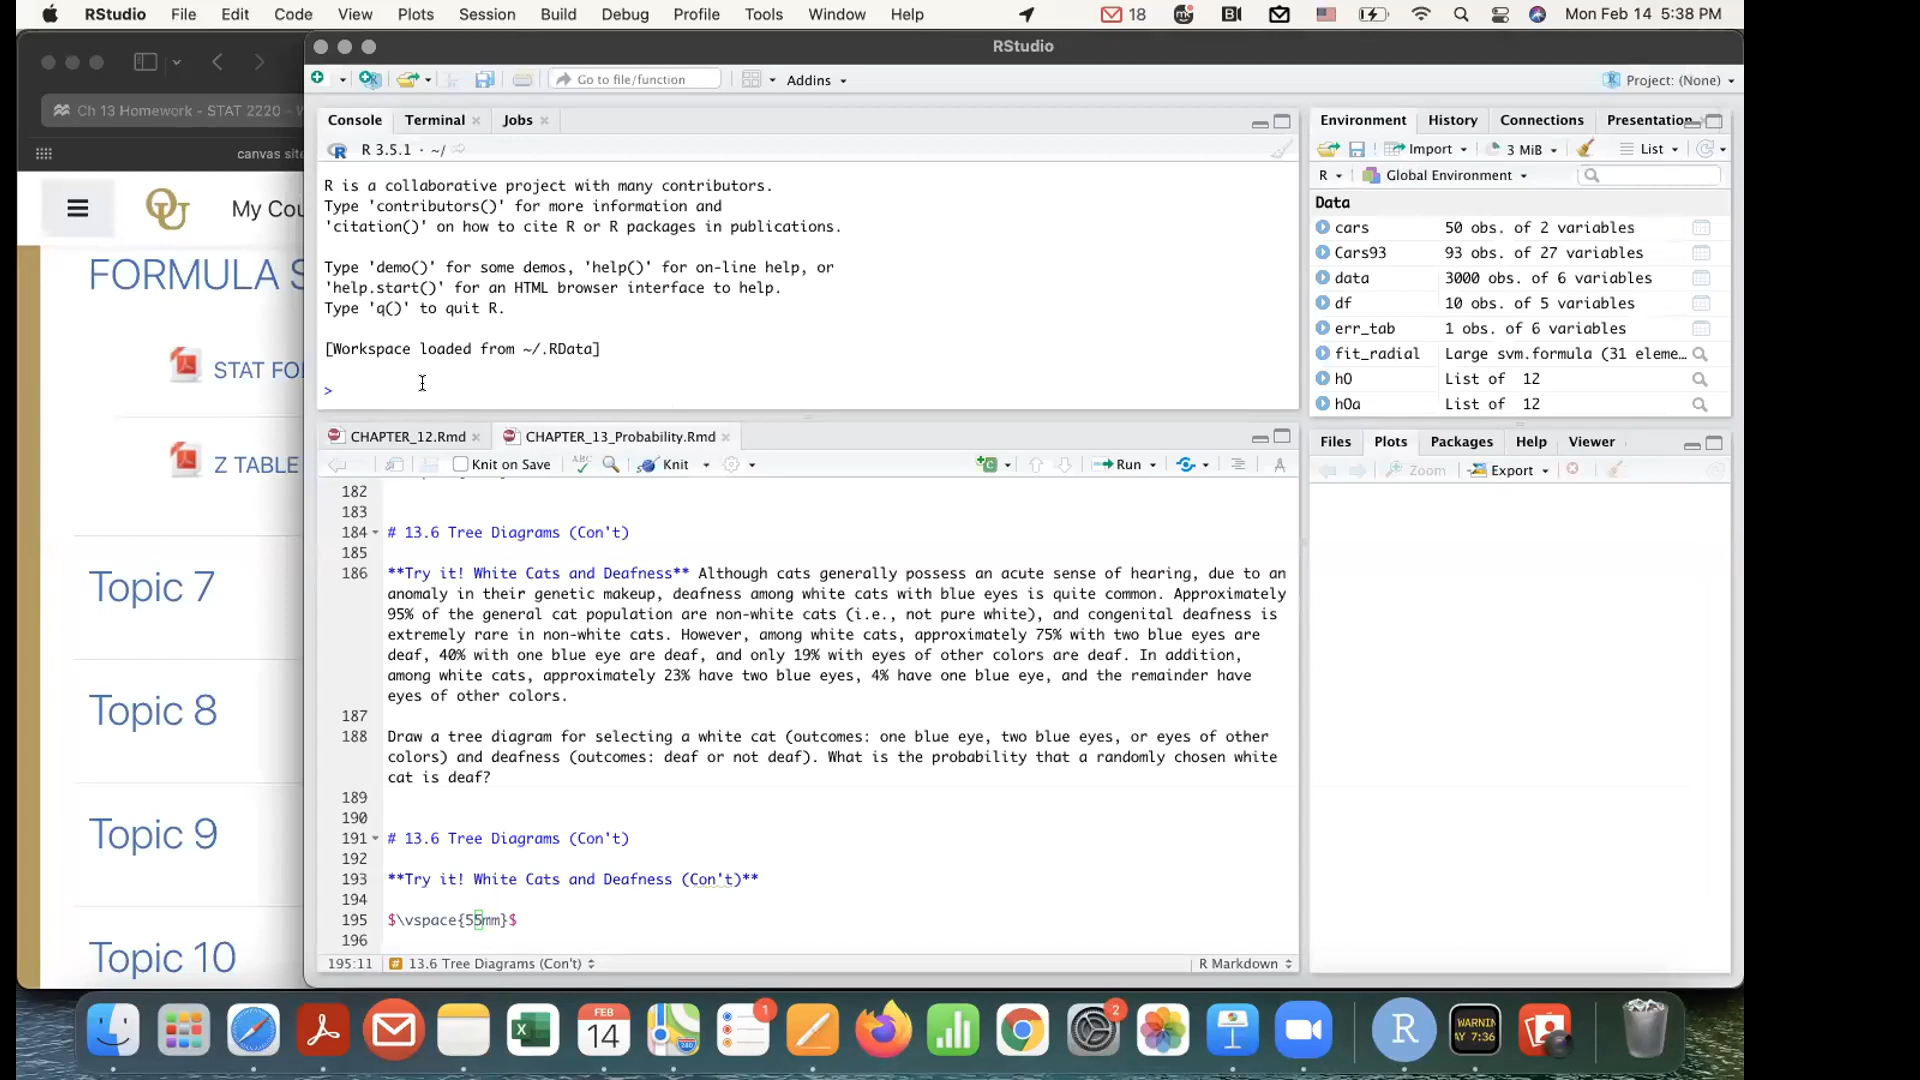 RStudio File Edit Code View Plots Session Build Debug Profile Tools Window Help 18 Mon Feb 14 5:38 PM
RStudio
Go to file/function Addins Project: (None)
Ch 13 Homework - STAT 2220
canvas site
My Cou
FORMULA S
STAT FO
Z TABLE
Topic 7
Topic 8
Topic 9
Topic 10
Console Terminal Jobs
R 3.5.1 · ~/
R is a collaborative project with many contributors.
Type 'contributors()' for more information and
'citation()' on how to cite R or R packages in publications.
Type 'demo()' for some demos, 'help()' for on-line help, or
'help.start()' for an HTML browser interface to help.
Type 'q()' to quit R.
[Workspace loaded from ~/.RData]
>
CHAPTER_12.Rmd CHAPTER_13_Probability.Rmd
Knit on Save ABC Knit Run
182
183
184 # 13.6 Tree Diagrams (Con't)
185
186 **Try it! White Cats and Deafness** Although cats generally possess an acute sense of hearing, due to an
anomaly in their genetic makeup, deafness among white cats with blue eyes is quite common. Approximately
95% of the general cat population are non-white cats (i.e., not pure white), and congenital deafness is
extremely rare in non-white cats. However, among white cats, approximately 75% with two blue eyes are
deaf, 40% with one blue eye are deaf, and only 19% with eyes of other colors are deaf. In addition,
among white cats, approximately 23% have two blue eyes, 4% have one blue eye, and the remainder have
eyes of other colors.
187
188 Draw a tree diagram for selecting a white cat (outcomes: one blue eye, two blue eyes, or eyes of other
colors) and deafness (outcomes: deaf or not deaf). What is the probability that a randomly chosen white
cat is deaf?
189
190
191 # 13.6 Tree Diagrams (Con't)
192
193 **Try it! White Cats and Deafness (Con't)**
194
195 $\vspace{55mm}$
196
195:11 13.6 Tree Diagrams (Con't) R Markdown
Environment History Connections Presentation
Import 3 MiB List
R Global Environment
Data
cars 50 obs. of 2 variables
Cars93 93 obs. of 27 variables
data 3000 obs. of 6 variables
df 10 obs. of 5 variables
err_tab 1 obs. of 6 variables
fit_radial Large svm.formula (31 eleme…
h0 List of 12
h0a List of 12
Files Plots Packages Help Viewer
Zoom Export
FEB
14
1
280
2
R
WARNIN
AY 7:36